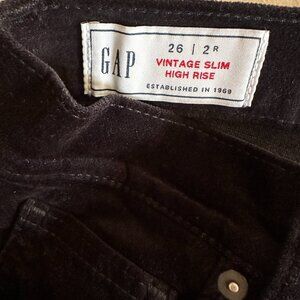 GAP
26 | 2R
VINTAGE SLIM
HIGH RISE
ESTABLISHED IN 1969